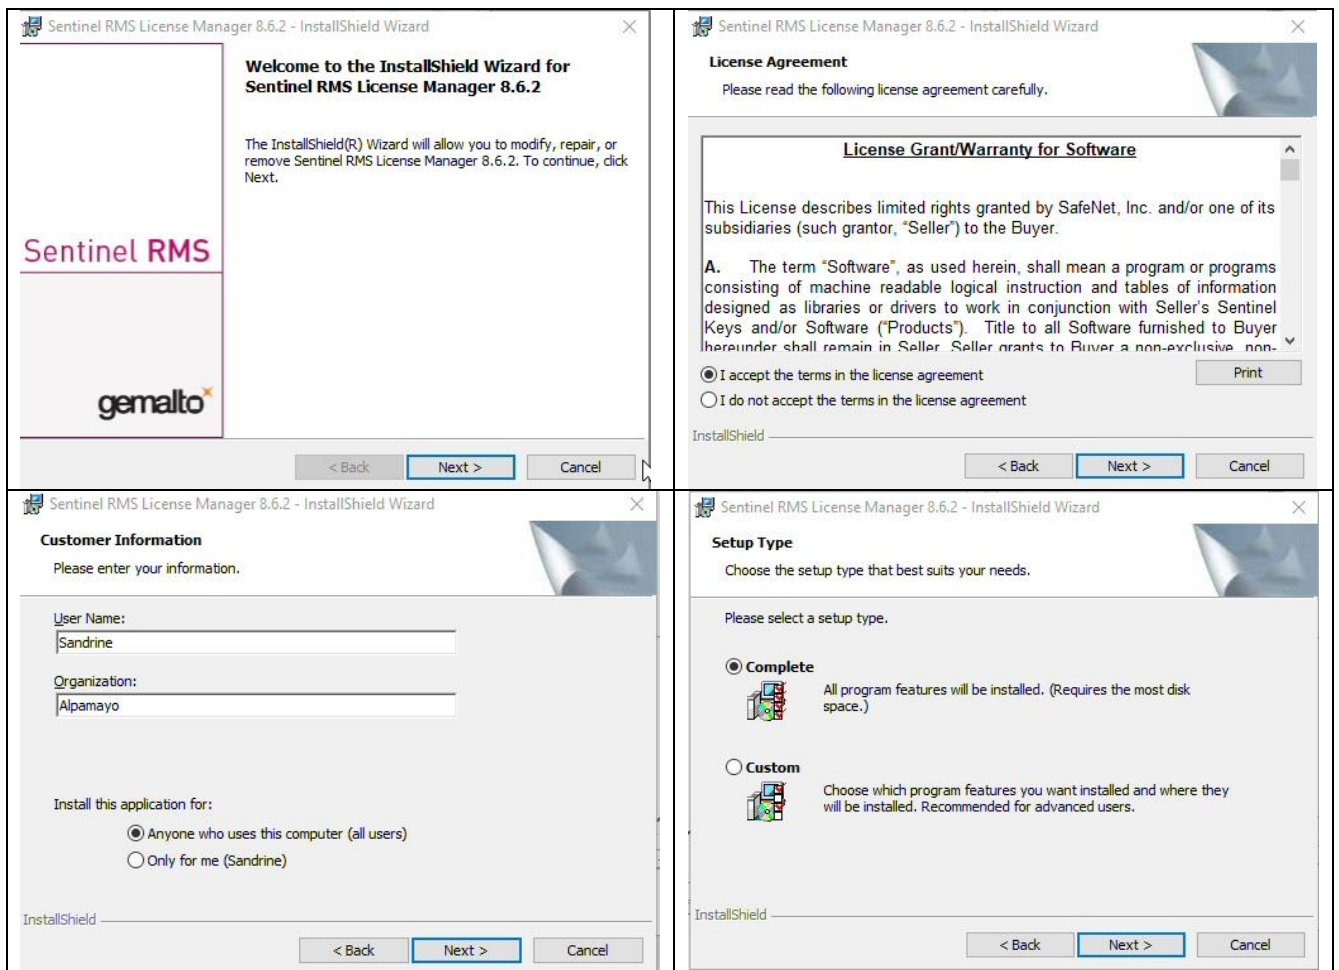 Sentinel RMS License Manager 8.6.2 - InstallShield Wizard
Welcome to the InstallShield Wizard for
Sentinel RMS License Manager 8.6.2
The InstallShield(R) Wizard will allow you to modify, repair, or
remove Sentinel RMS License Manager 8.6.2. To continue, click
Next.
Sentinel RMS
gemalto
< Back
Next >
Cancel
Sentinel RMS License Manager 8.6.2 - InstallShield Wizard
License Agreement
Please read the following license agreement carefully.
License Grant/Warranty for Software
This License describes limited rights granted by SafeNet, Inc. and/or one of its
subsidiaries (such grantor, “Seller”) to the Buyer.
A. The term “Software”, as used herein, shall mean a program or programs
consisting of machine readable logical instruction and tables of information
designed as libraries or drivers to work in conjunction with Seller's Sentinel
Keys and/or Software (“Products”). Title to all Software furnished to Buyer
hereunder shall remain in Seller. Seller grants to Buyer a non-exclusive, non-
I accept the terms in the license agreement
Print
I do not accept the terms in the license agreement
InstallShield
< Back
Next >
Cancel
Sentinel RMS License Manager 8.6.2 - InstallShield Wizard
Customer Information
Please enter your information.
User Name:
Sandrine
Organization:
Alpamayo
Install this application for:
Anyone who uses this computer (all users)
Only for me (Sandrine)
InstallShield
< Back
Next >
Cancel
Sentinel RMS License Manager 8.6.2 - InstallShield Wizard
Setup Type
Choose the setup type that best suits your needs.
Please select a setup type.
Complete
All program features will be installed. (Requires the most disk
space.)
Custom
Choose which program features you want installed and where they
will be installed. Recommended for advanced users.
InstallShield
< Back
Next >
Cancel